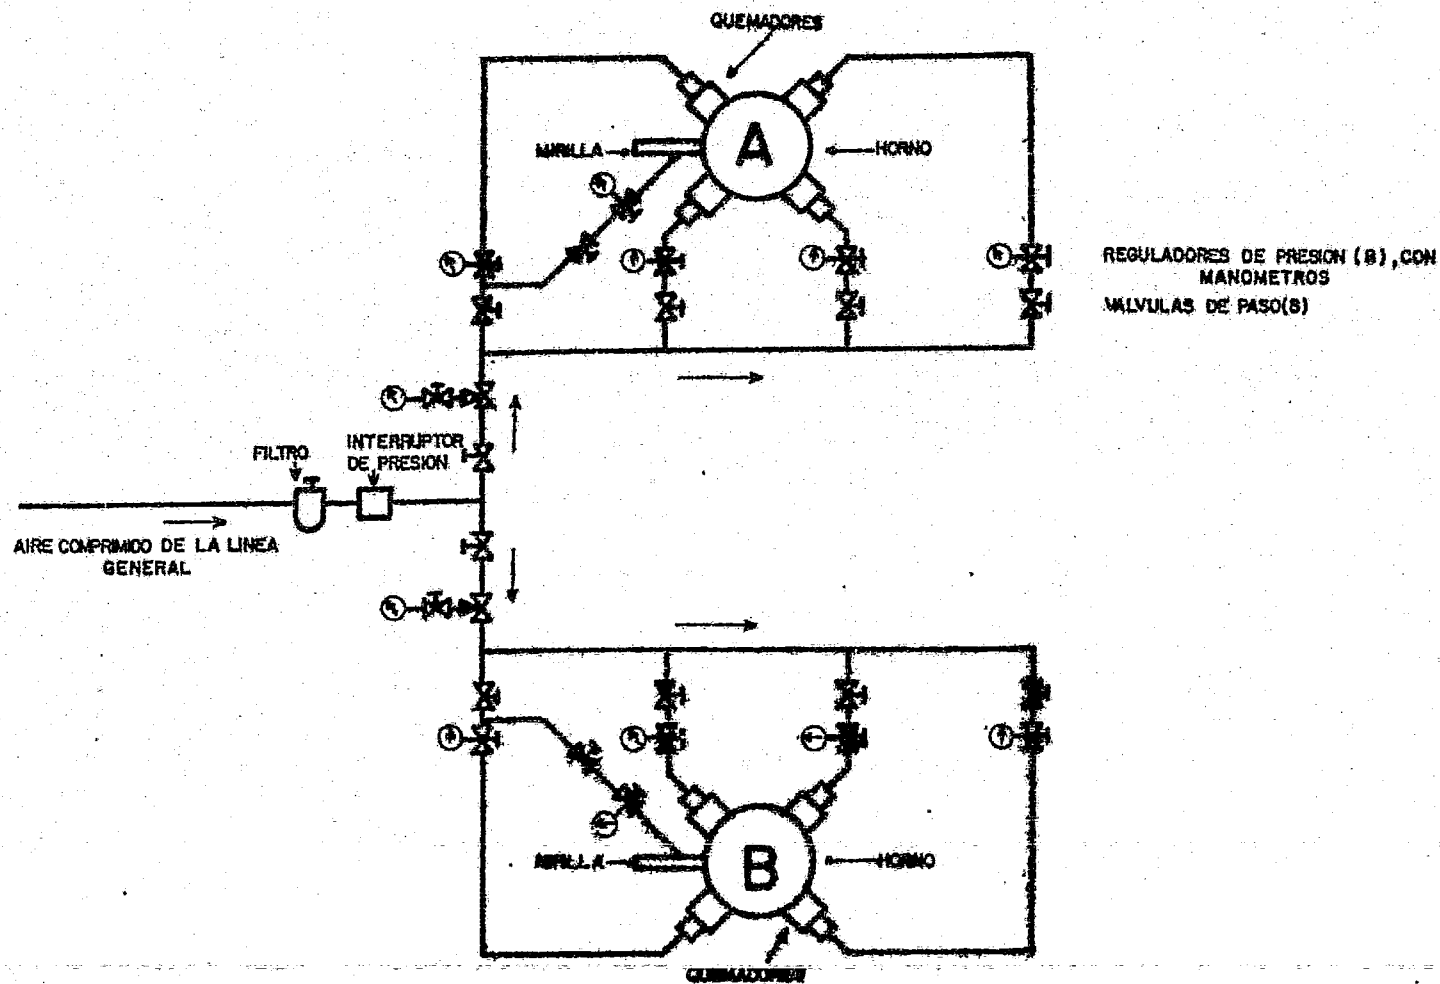 QUEMADORES
A
MIRILLA
HORNO
REGULADORES DE PRESION (8), CON
MANOMETROS
VALVULAS DE PASO(8)
FILTRO
INTERRUPTOR
DE PRESION
AIRE COMPRIMIDO DE LA LINEA
GENERAL
MIRILLA
B
HORNO
QUEMADORES